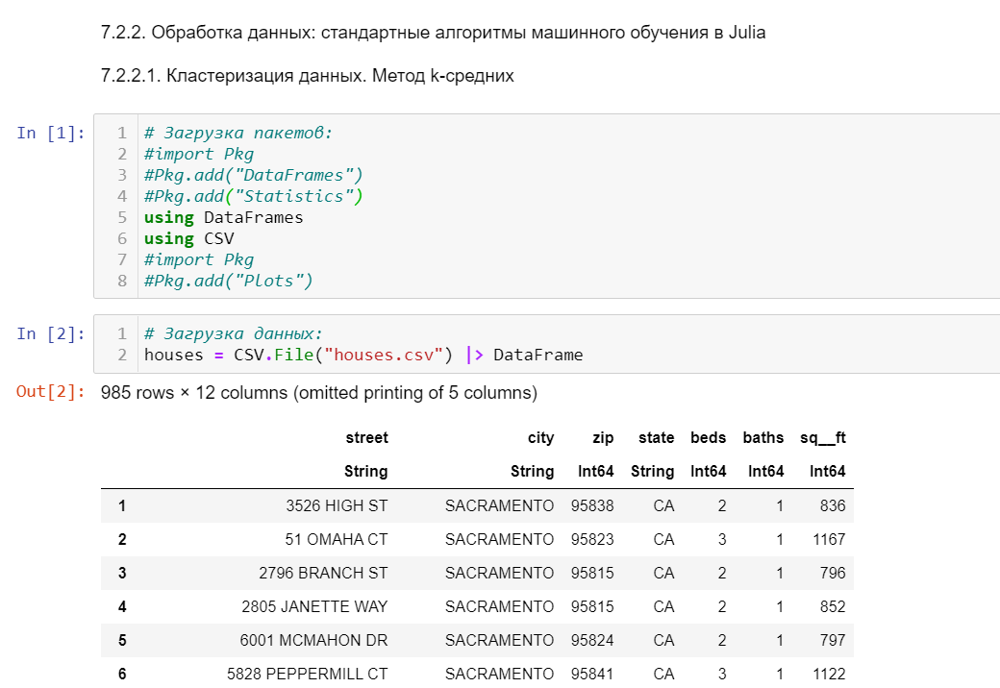 7.2.2. Обработка данных: стандартные алгоритмы машинного обучения в Julia
7.2.2.1. Кластеризация данных. Метод k-средних
In [1]:
1 # Загрузка пакетов:
2 #import Pkg
3 #Pkg.add("DataFrames")
4 #Pkg.add("Statistics")
5 using DataFrames
6 using CSV
7 #import Pkg
8 #Pkg.add("Plots")
In [2]:
1 # Загрузка данных:
2 houses = CSV.File("houses.csv") |> DataFrame
Out[2]: 985 rows × 12 columns (omitted printing of 5 columns)
street city zip state beds baths sq__ft
String String Int64 String Int64 Int64 Int64
1 3526 HIGH ST SACRAMENTO 95838 CA 2 1 836
2 51 OMAHA CT SACRAMENTO 95823 CA 3 1 1167
3 2796 BRANCH ST SACRAMENTO 95815 CA 2 1 796
4 2805 JANETTE WAY SACRAMENTO 95815 CA 2 1 852
5 6001 MCMAHON DR SACRAMENTO 95824 CA 2 1 797
6 5828 PEPPERMILL CT SACRAMENTO 95841 CA 3 1 1122